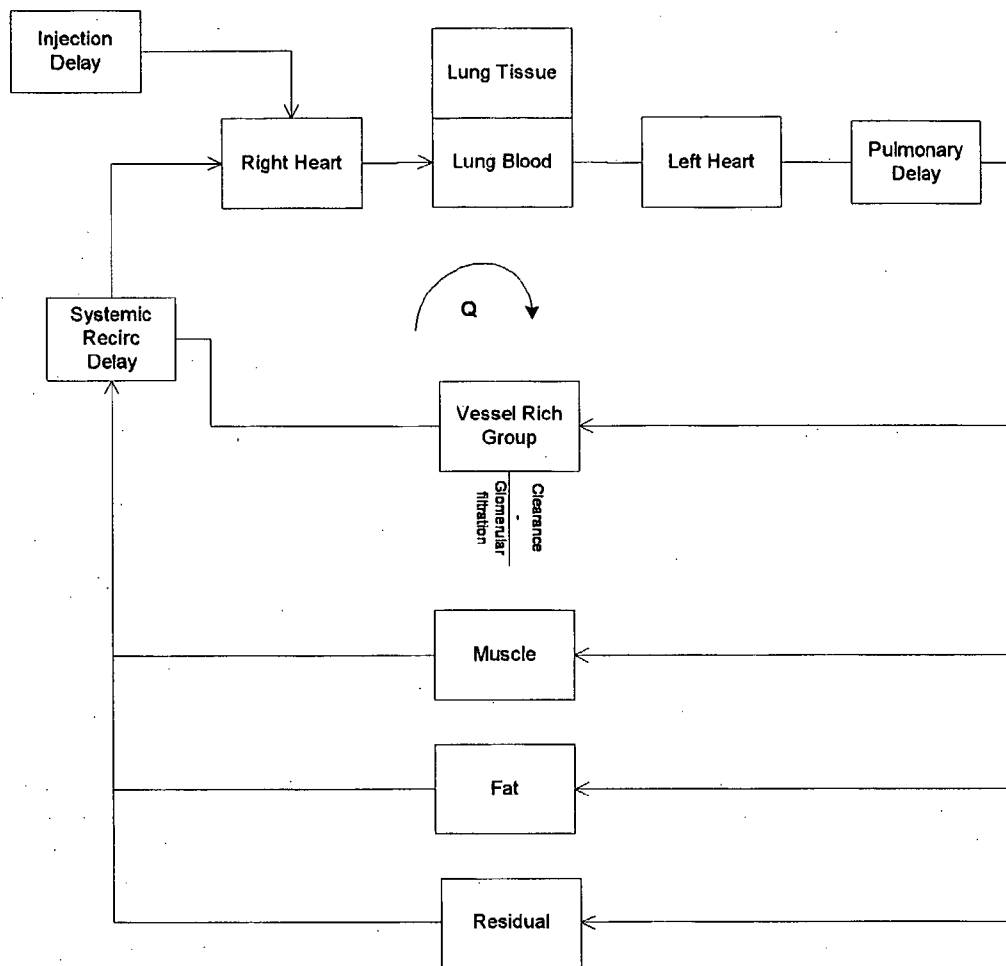 Injection
Delay
Lung Tissue
Right Heart
Lung Blood
Left Heart
Pulmonary
Delay
Systemic
Recirc
Delay
Q
Vessel Rich
Group
Clearance
Glomerular
filtration
Muscle
Fat
Residual